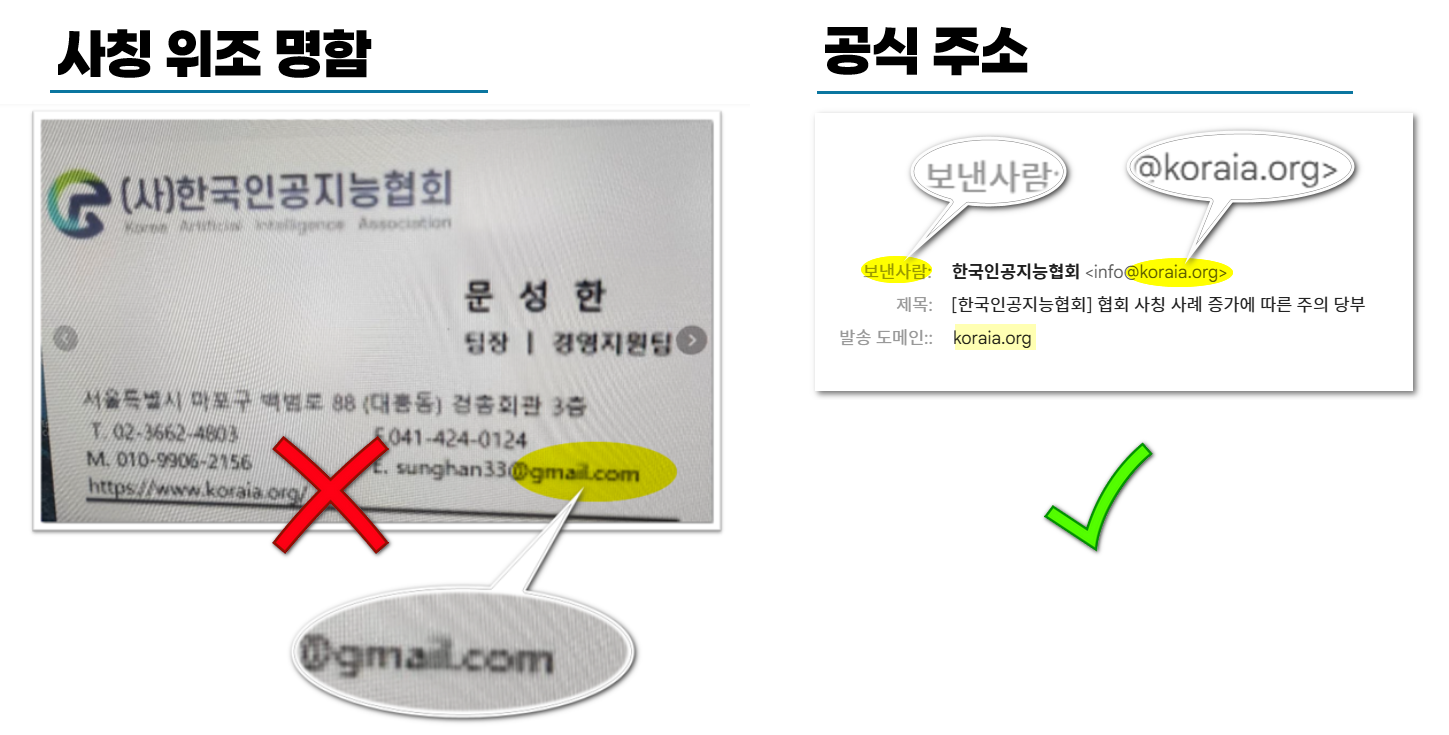 사칭 위조 명함
(사)한국인공지능협회
Korea Artificial Intelligence Association
문 성 한
팀장 | 경영지원팀
서울특별시 마포구 백범로 88 (대흥동) 경총회관 3층
T. 02-3662-4803
F.041-424-0124
M. 010-9906-2156
E. sunghan33@gmail.com
https://www.koraia.org/
@gmail.com
공식 주소
보낸사람:
@koraia.org>
보낸사람: 한국인공지능협회 <info@koraia.org>
제목: [한국인공지능협회] 협회 사칭 사례 증가에 따른 주의 당부
발송 도메인:: koraia.org